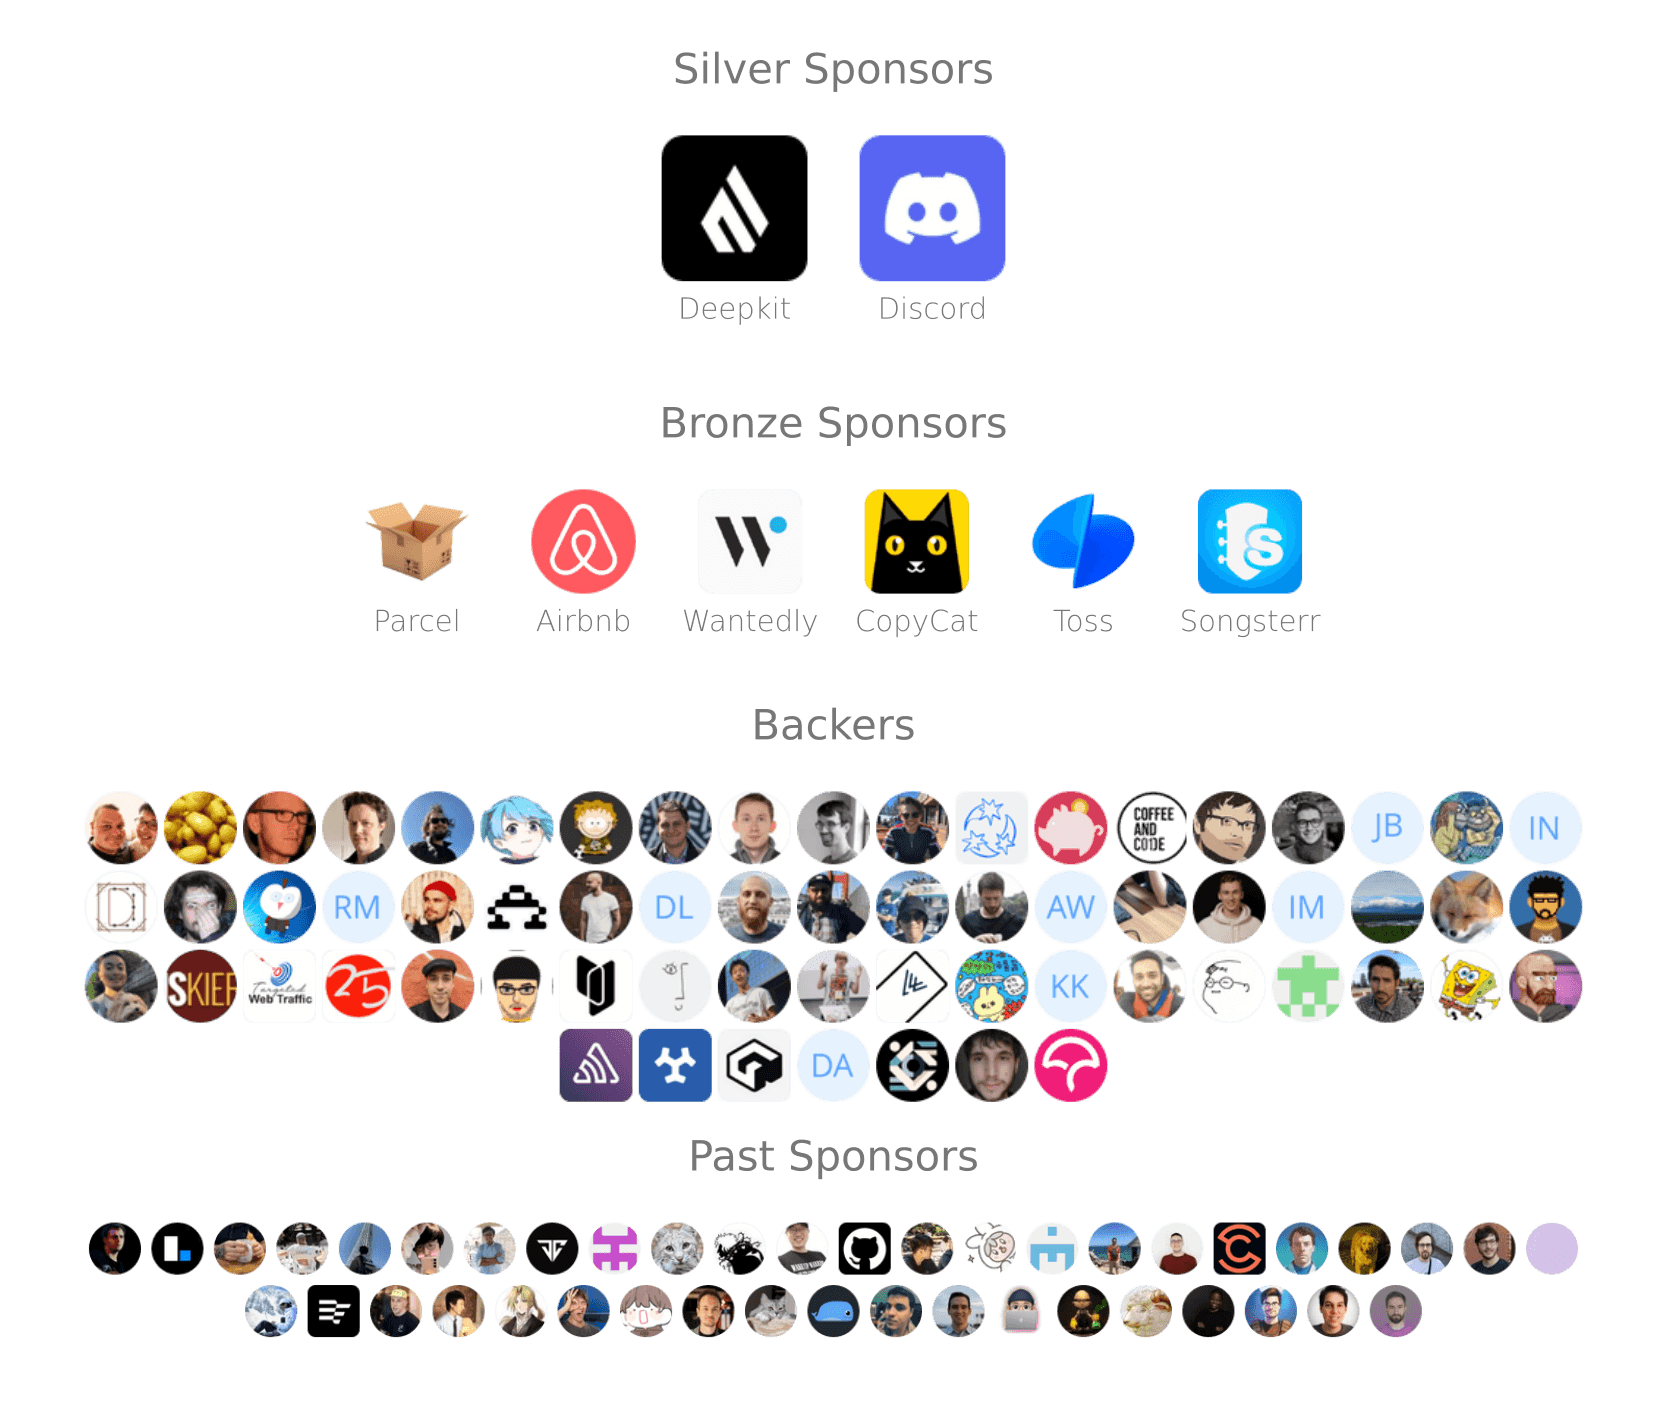 Silver Sponsors
Deepkit
Discord
Bronze Sponsors
Parcel
Airbnb
Wantedly
CopyCat
Toss
Songsterr
Backers
COFFEE
AND
CODE
JB
IN
RM
DL
AW
IM
SKIEF
Targeted
Web Traffic
25
KK
DA
Past Sponsors